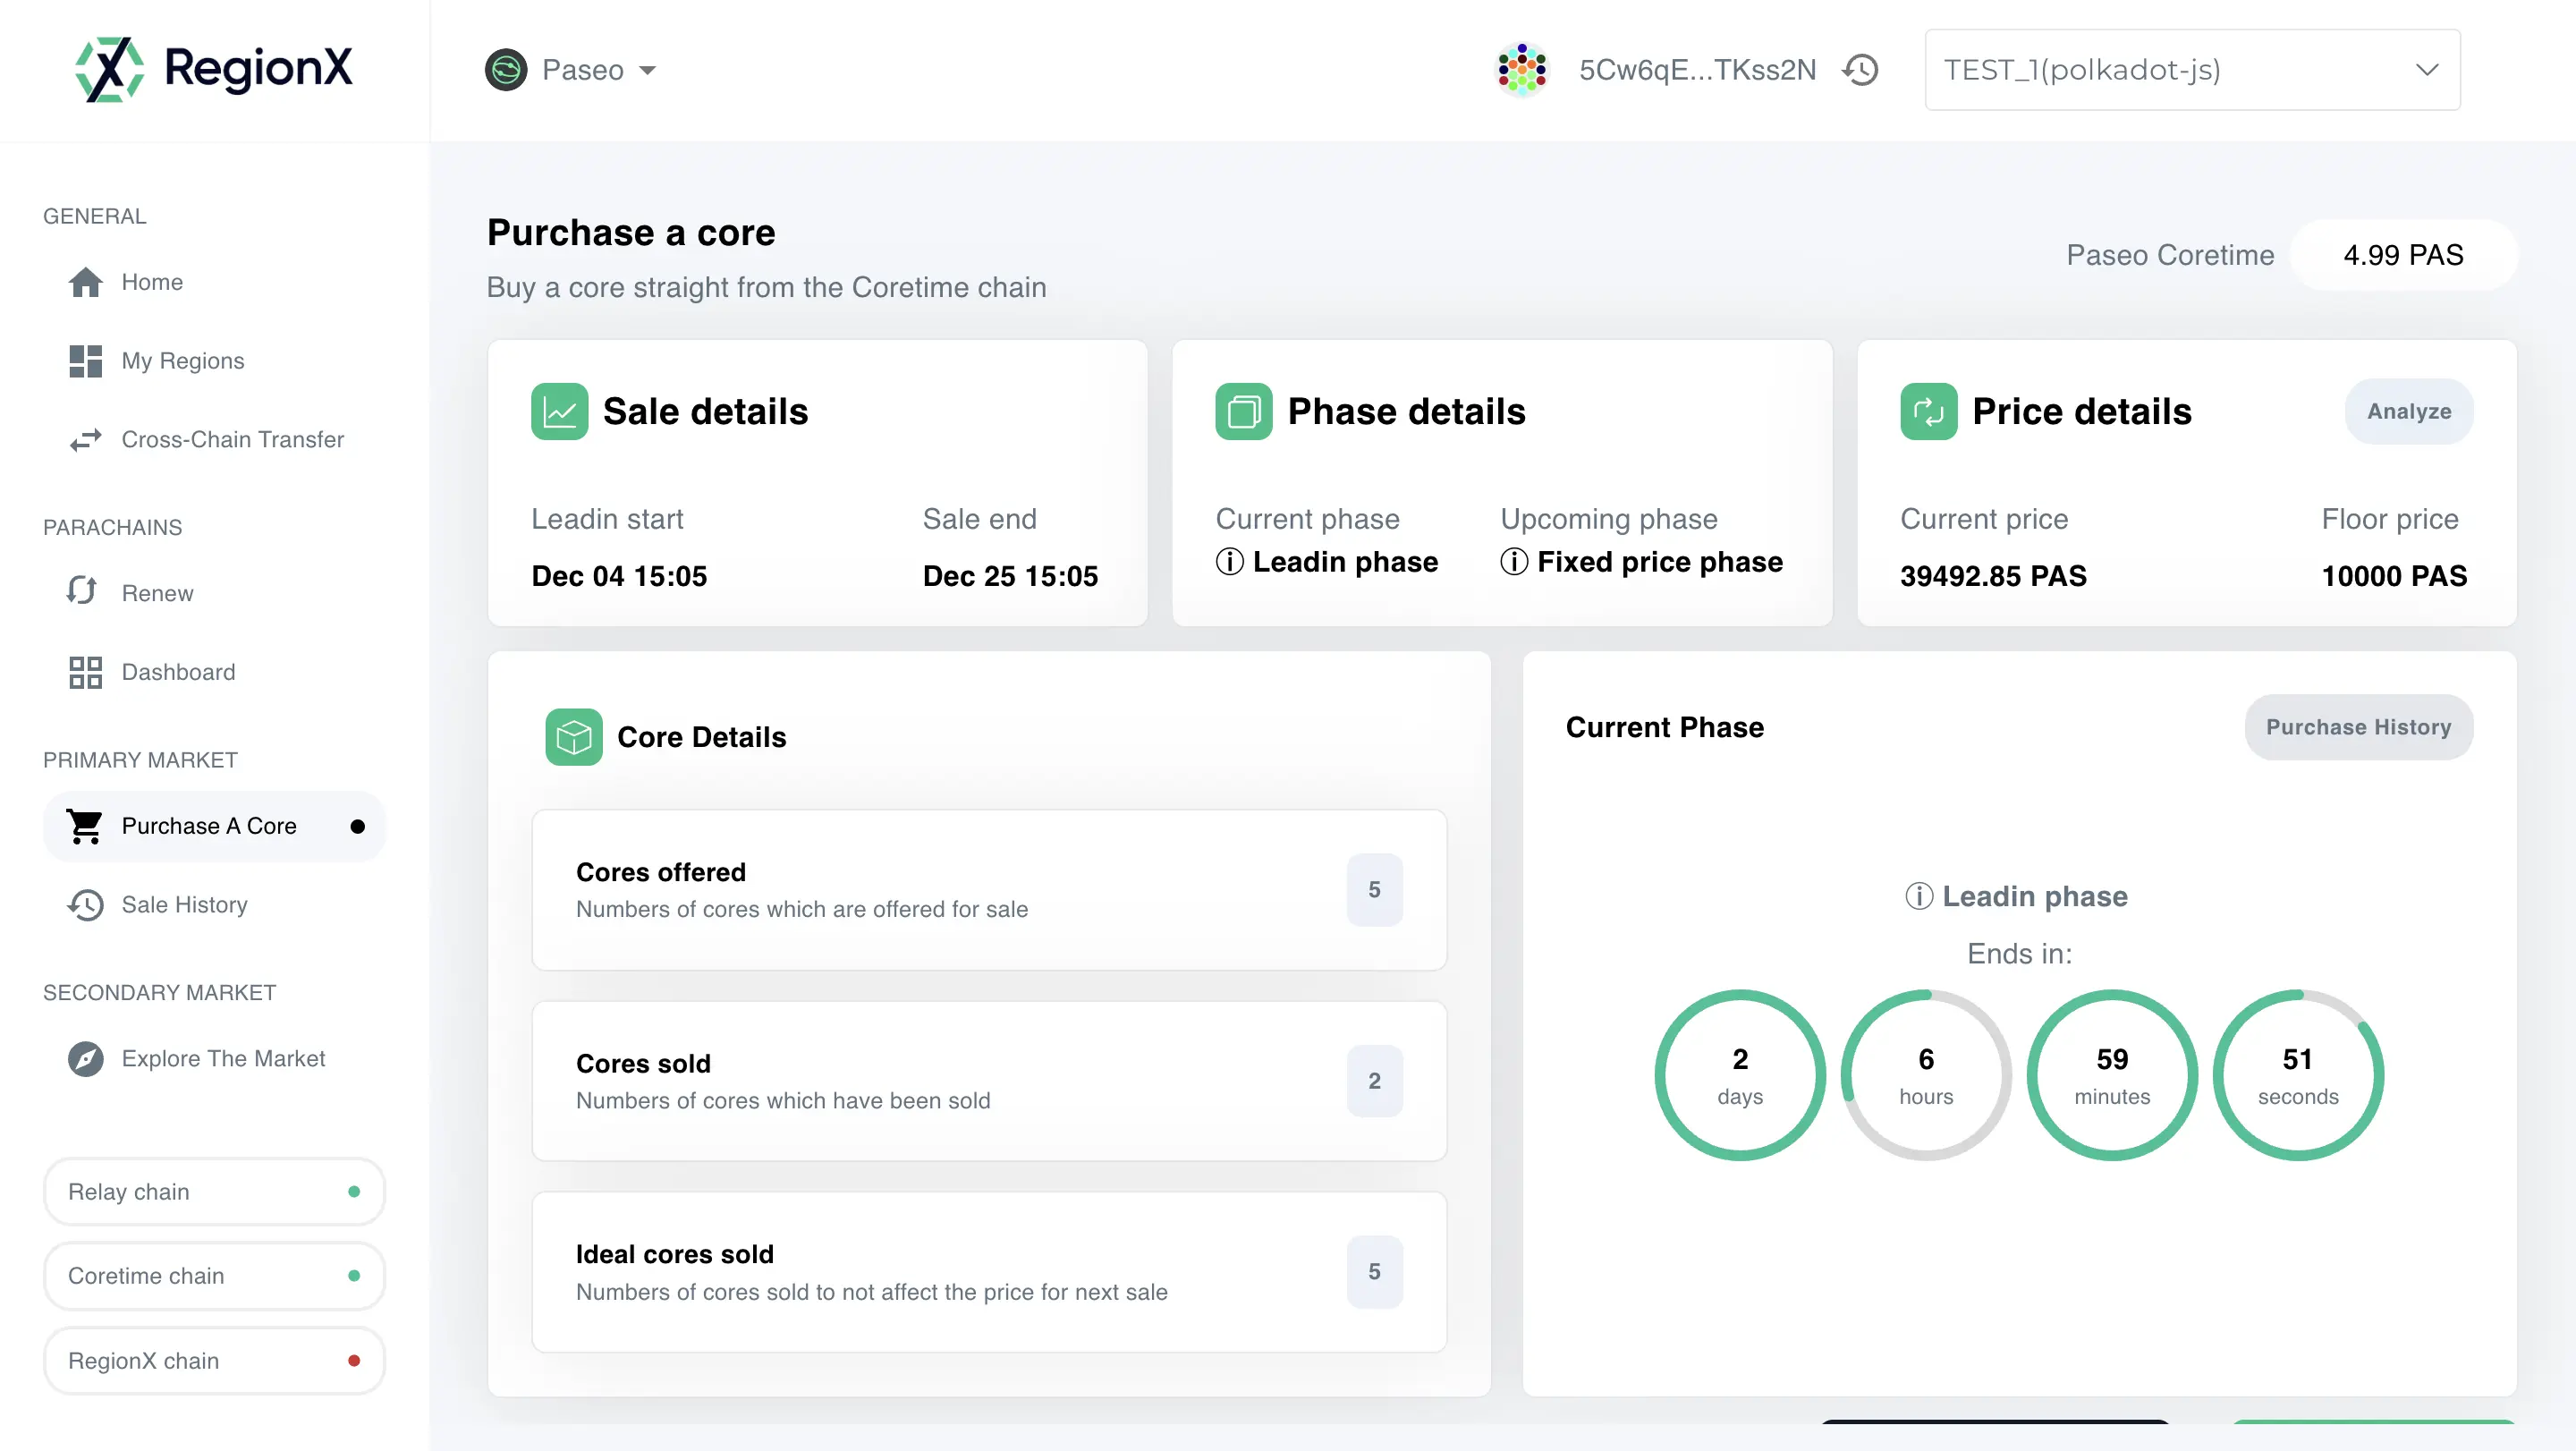 RegionX
Paseo
5Cw6qE...TKss2N
TEST_1(polkadot-js)
GENERAL
Home
My Regions
Cross-Chain Transfer
PARACHAINS
Renew
Dashboard
PRIMARY MARKET
Purchase A Core
Sale History
SECONDARY MARKET
Explore The Market
Relay chain
Coretime chain
RegionX chain
Purchase a core
Buy a core straight from the Coretime chain
Paseo Coretime
4.99 PAS
Sale details
Leadin start
Dec 04 15:05
Sale end
Dec 25 15:05
Phase details
Current phase
Leadin phase
Upcoming phase
Fixed price phase
Price details
Analyze
Current price
39492.85 PAS
Floor price
10000 PAS
Core Details
Cores offered
Numbers of cores which are offered for sale
5
Cores sold
Numbers of cores which have been sold
2
Ideal cores sold
Numbers of cores sold to not affect the price for next sale
5
Current Phase
Purchase History
Leadin phase
Ends in:
2
days
6
hours
59
minutes
51
seconds